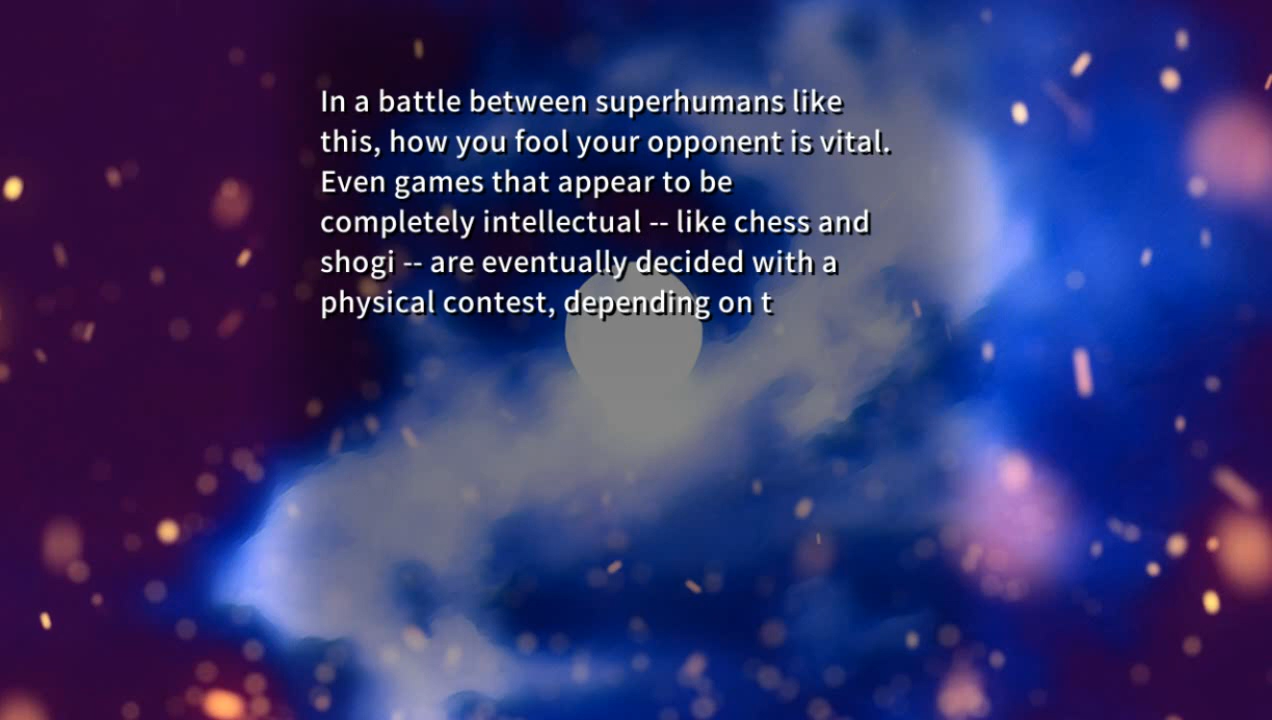 In a battle between superhumans like
this, how you fool your opponent is vital.
Even games that appear to be
completely intellectual -- like chess and
shogi -- are eventually decided with a
physical contest, depending on t